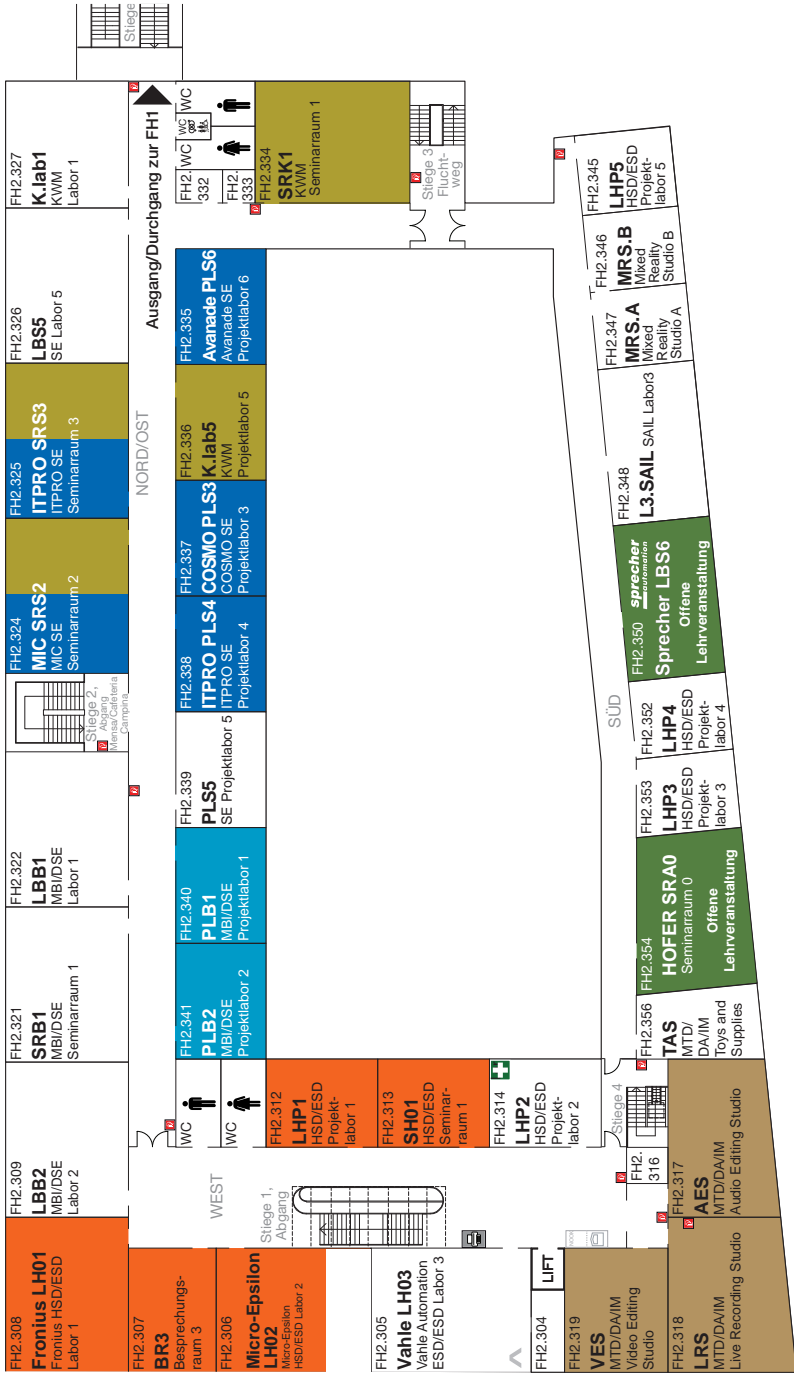 Stiege
FH2.327
K.lab1
KWM
Labor 1
FH2.326
LBS5
SE Labor 5
FH2.325
ITPRO SRS3
ITPRO SE
Seminarraum 3
FH2.324
MIC SRS2
MIC SE
Seminarraum 2
Stiege 2,
Abgang
Mensa/Cafeteria
Campina
FH2.322
LBB1
MBI/DSE
Labor 1
FH2.321
SRB1
MBI/DSE
Seminarraum 1
FH2.309
LBB2
MBI/DSE
Labor 2
FH2.308
Fronius LH01
Fronius HSD/ESD
Labor 1
FH2.307
BR3
Besprechungs-
raum 3
FH2.306
Micro-Epsilon
LH02
Micro-Epsilon
HSD/ESD Labor 2
FH2.305
Vahle LH03
Vahle Automation
ESD/ESD Labor 3
FH2.304
LIFT
FH2.319
VES
MTD/DA/IM
Video Editing
Studio
FH2.318
LRS
MTD/DA/IM
Live Recording Studio
FH2.317
AES
MTD/DA/IM
Audio Editing Studio
FH2.
316
Stiege 4
WEST
Stiege 1,
Abgang
NORD/OST
Ausgang/Durchgang zur FH1
WC
WC
WC
FH2.
332
FH2.
333
FH2.334
SRK1
KWM
Seminarraum 1
Stiege 3
Flucht-
weg
FH2.335
Avanade PLS6
Avanade SE
Projektlabor 6
FH2.336
K.lab5
KWM
Projektlabor 5
FH2.337
COSMO PLS3
COSMO SE
Projektlabor 3
FH2.338
ITPRO PLS4
ITPRO SE
Projektlabor 4
FH2.339
PLS5
SE Projektlabor 5
FH2.340
PLB1
MBI/DSE
Projektlabor 1
FH2.341
PLB2
MBI/DSE
Projektlabor 2
WC
WC
FH2.312
LHP1
HSD/ESD
Projekt-
labor 1
FH2.313
SH01
HSD/ESD
Seminar-
raum 1
FH2.314
LHP2
HSD/ESD
Projekt-
labor 2
SÜD
FH2.345
LHP5
HSD/ESD
Projekt-
labor 5
FH2.346
MRS.B
Mixed
Reality
Studio B
FH2.347
MRS.A
Mixed
Reality
Studio A
FH2.348
L3.SAIL SAIL Labor3
FH2.350
sprecher
automation
Sprecher LBS6
Offene
Lehrveranstaltung
FH2.352
LHP4
HSD/ESD
Projekt-
labor 4
FH2.353
LHP3
HSD/ESD
Projekt-
labor 3
FH2.354
HOFER SRA0
Seminarraum 0
Offene
Lehrveranstaltung
FH2.356
TAS
MTD/
DA/IM
Toys and
Supplies